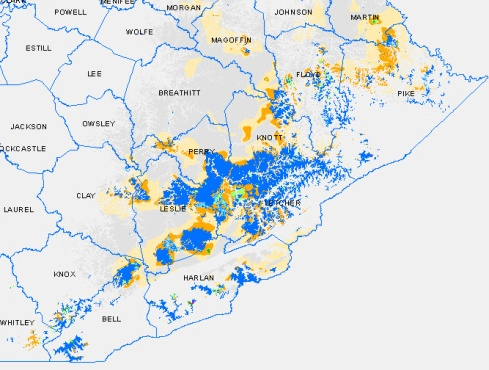 MENIFEE
MORGAN
POWELL
JOHNSON
MARTIN
WOLFE
MAGOFFIN
ESTILL
LEE
FLOYD
BREATHITT
PIKE
OWSLEY
JACKSON
KNOTT
OCKCASTLE
PERRY
CLAY
LAUREL
LESLIE
LETCHER
KNOX
HARLAN
BELL
WHITLEY